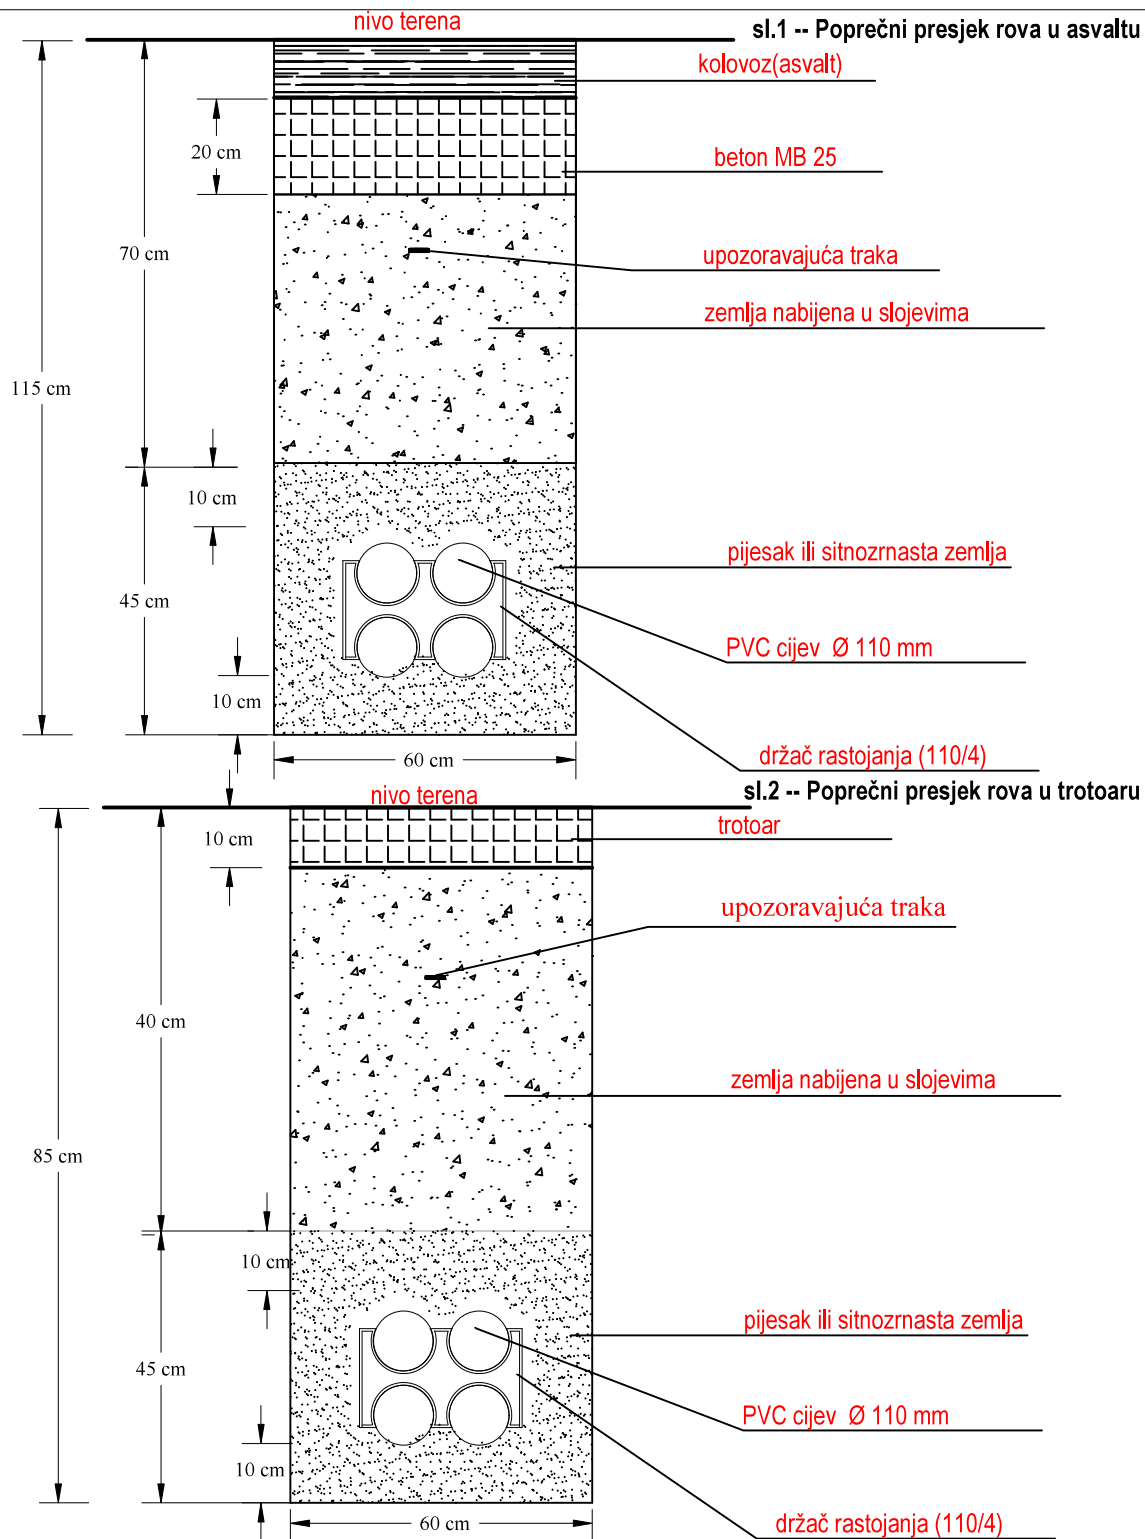 nivo terena
sl.1 -- Poprečni presjek rova u asvaltu
kolovoz(asvalt)
20 cm
beton MB 25
70 cm
upozoravajuća traka
zemlja nabijena u slojevima
115 cm
10 cm
pijesak ili sitnozrnasta zemlja
45 cm
PVC cijev Ø 110 mm
10 cm
držač rastojanja (110/4)
60 cm
nivo terena
sl.2 -- Poprečni presjek rova u trotoaru
trotoar
10 cm
upozoravajuća traka
40 cm
zemlja nabijena u slojevima
85 cm
10 cm
pijesak ili sitnozrnasta zemlja
45 cm
PVC cijev Ø 110 mm
10 cm
držač rastojanja (110/4)
60 cm